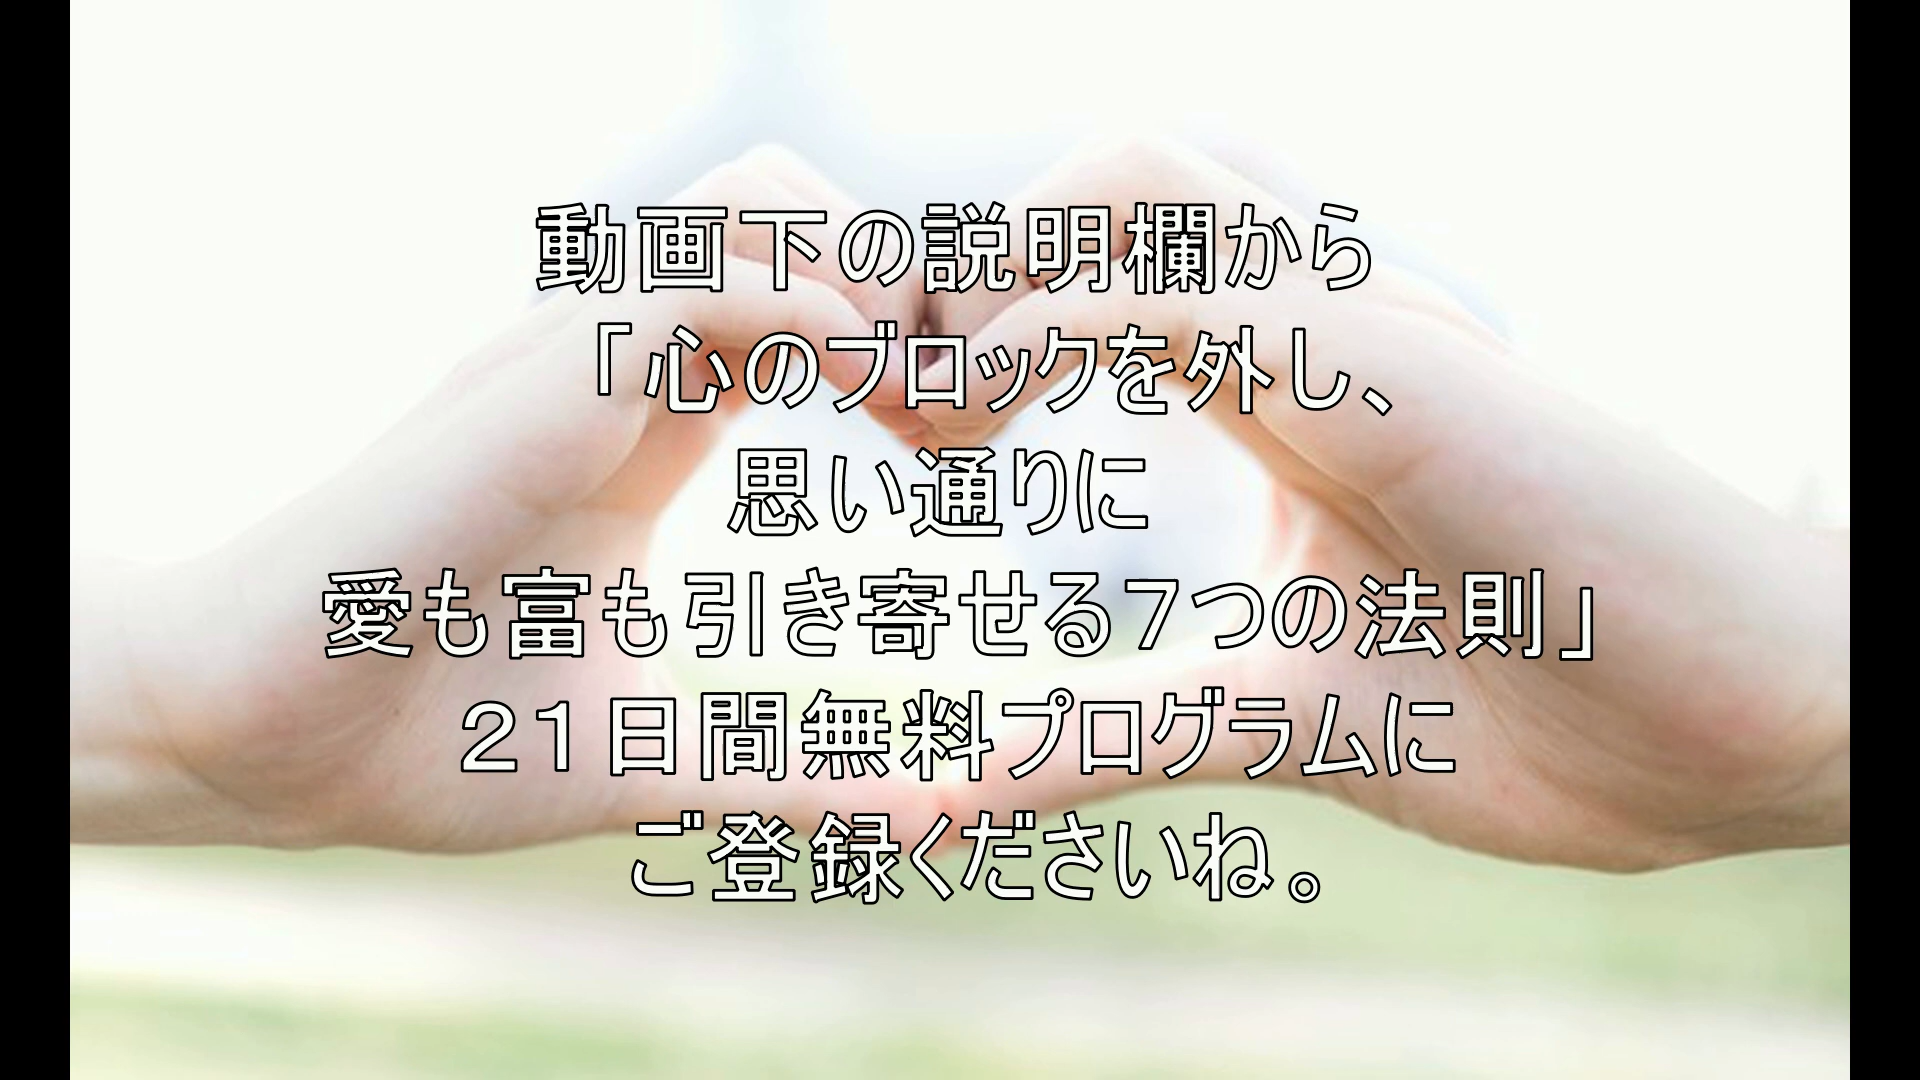 動画下の説明欄から
「心のブロックを外し、
思い通りに
愛も富も引き寄せる7つの法則」
21日間無料プログラムに
ご登録くださいね。